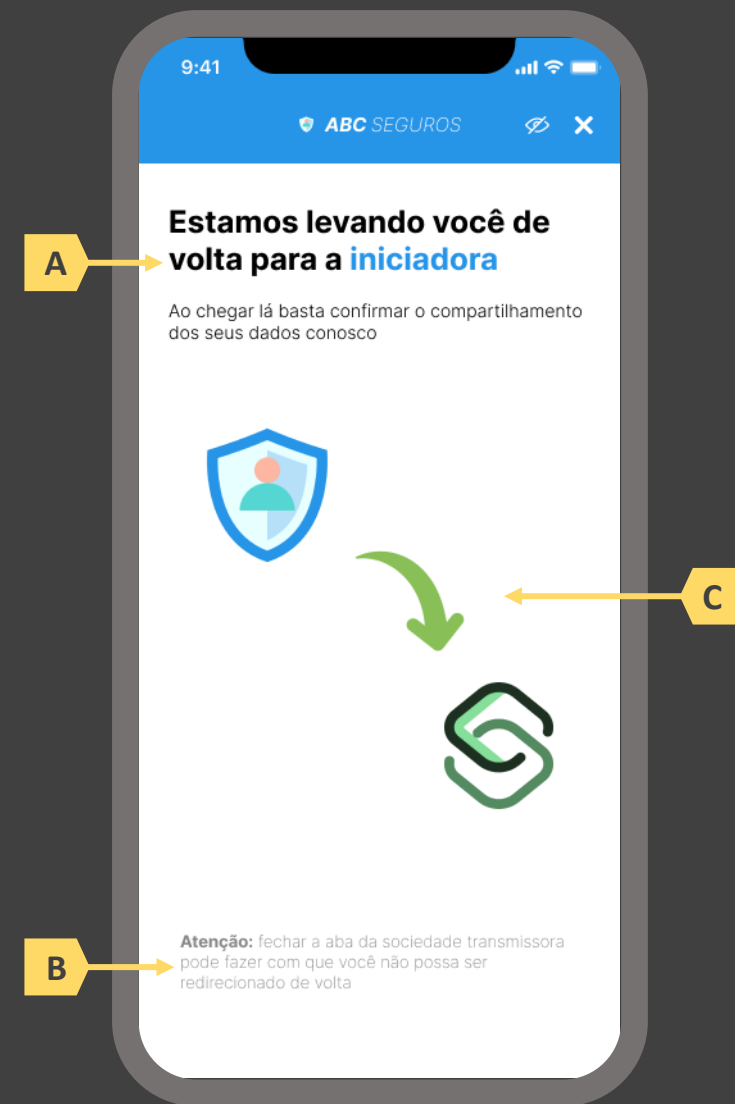 9:41
ABC SEGUROS
Estamos levando você de
volta para a iniciadora
A
Ao chegar lá basta confirmar o compartilhamento
dos seus dados conosco
C
Atenção: fechar a aba da sociedade transmissora
pode fazer com que você não possa ser
redirecionado de volta
B